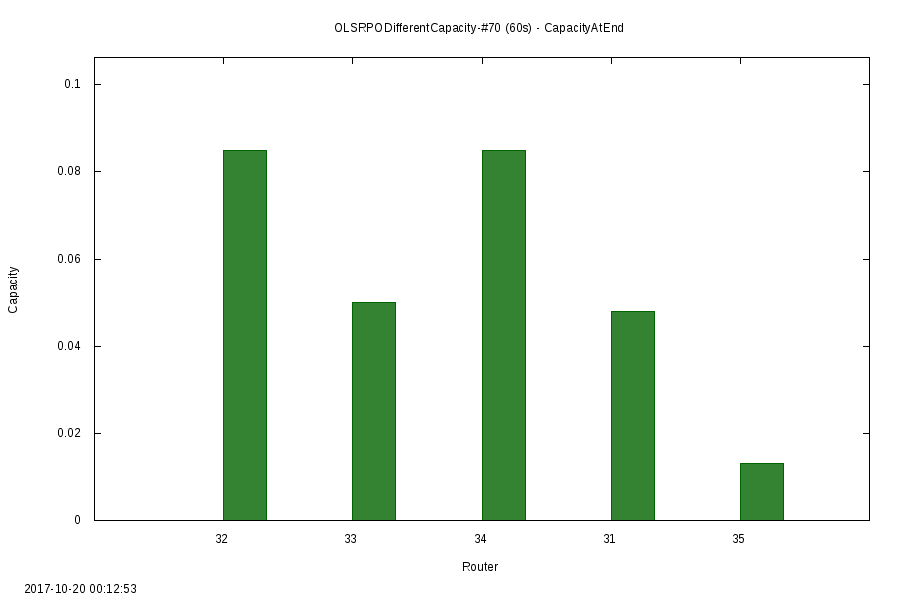 OLSRPODifferentCapacity-#70 (60s) - CapacityAtEnd
0.1
0.08
0.06
0.04
0.02
0
Capacity
32 33 34 31 35
Router
2017-10-20 00:12:53